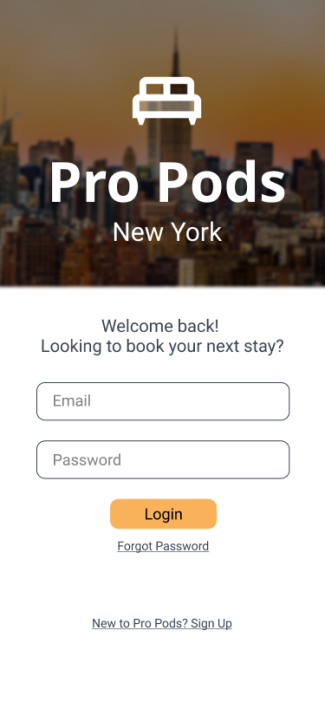 Pro Pods
New York
Welcome back!
Looking to book your next stay?
Email
Password
Login
Forgot Password
New to Pro Pods? Sign Up